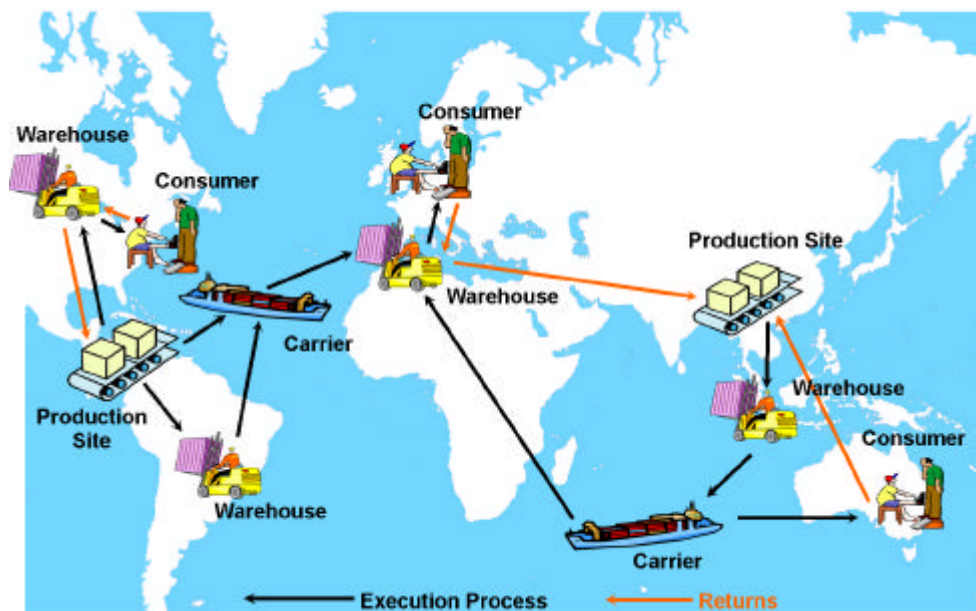 Consumer
Warehouse
Consumer
Production Site
Warehouse
Carrier
Warehouse
Production
Site
Consumer
Warehouse
Carrier
Execution Process
Returns